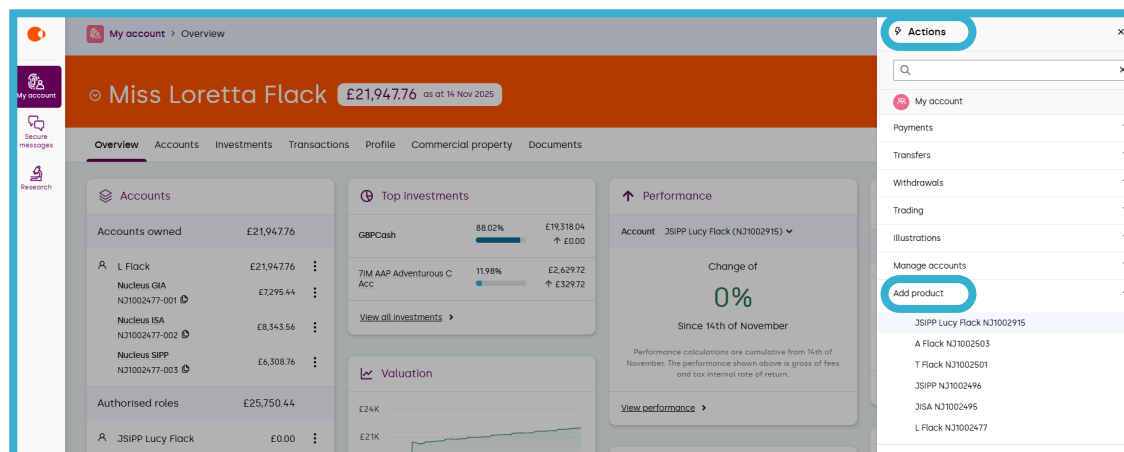 My account > Overview
Actions
My account
Secure messages
Research
Miss Loretta Flack £21,947.76 as at 14 Nov 2025
Overview Accounts Investments Transactions Profile Commercial property Documents
Accounts
Accounts owned £21,947.76
L Flack £21,947.76
Nucleus GIA
NJ1002477-001 £7,295.44
Nucleus ISA
NJ1002477-002 £8,343.56
Nucleus SIPP
NJ1002477-003 £6,308.76
Authorised roles £25,750.44
JSIPP Lucy Flack £0.00
Top investments
GBPCash 88.02% £19,318.04
↑ £0.00
7IM AAP Adventurous C Acc 11.98% £2,629.72
↑ £329.72
View all investments >
Valuation
£24K
£21K
Performance
Account JSIPP Lucy Flack (NJ1002915)
Change of
0%
Since 14th of November
Performance calculations are cumulative from 14th of
November. The performance shown above is gross of fees
and tax internal rate of return.
View performance >
My account
Payments
Transfers
Withdrawals
Trading
Illustrations
Manage accounts
Add product
JSIPP Lucy Flack NJ1002915
A Flack NJ1002503
T Flack NJ1002501
JSIPP NJ1002496
JISA NJ1002495
L Flack NJ1002477